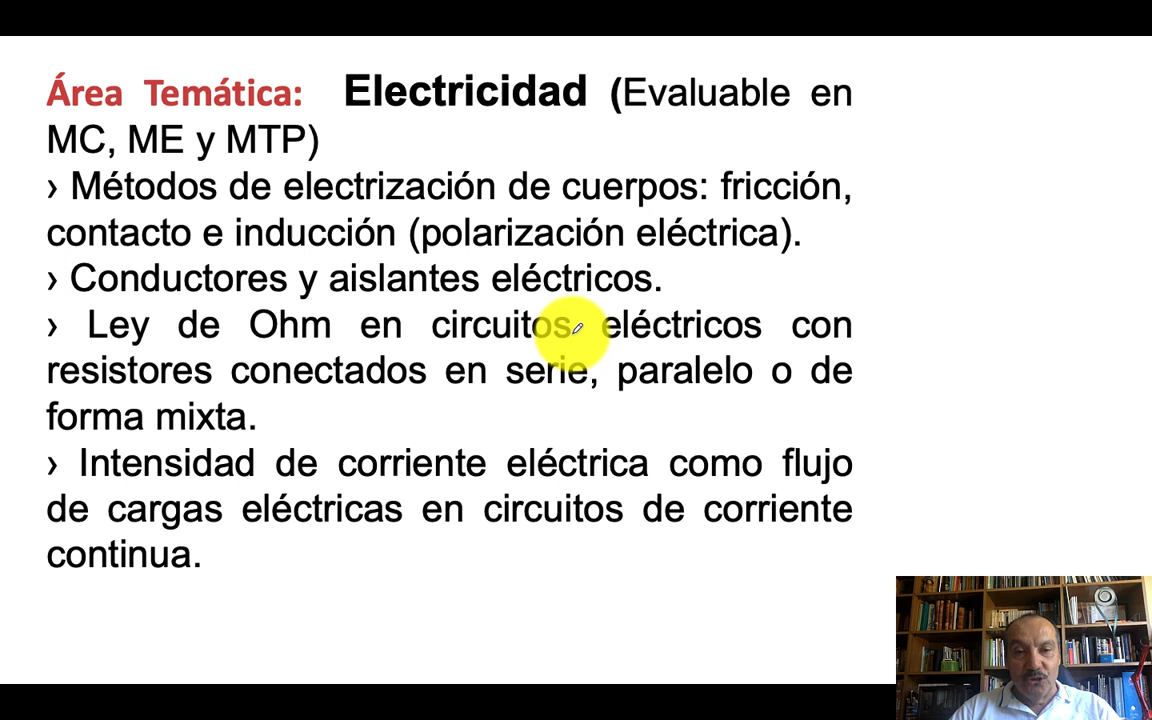 Área Temática: Electricidad (Evaluable en
MC, ME y MTP)
› Métodos de electrización de cuerpos: fricción,
contacto e inducción (polarización eléctrica).
› Conductores y aislantes eléctricos.
› Ley de Ohm en circuitos eléctricos con
resistores conectados en serie, paralelo o de
forma mixta.
› Intensidad de corriente eléctrica como flujo
de cargas eléctricas en circuitos de corriente
continua.